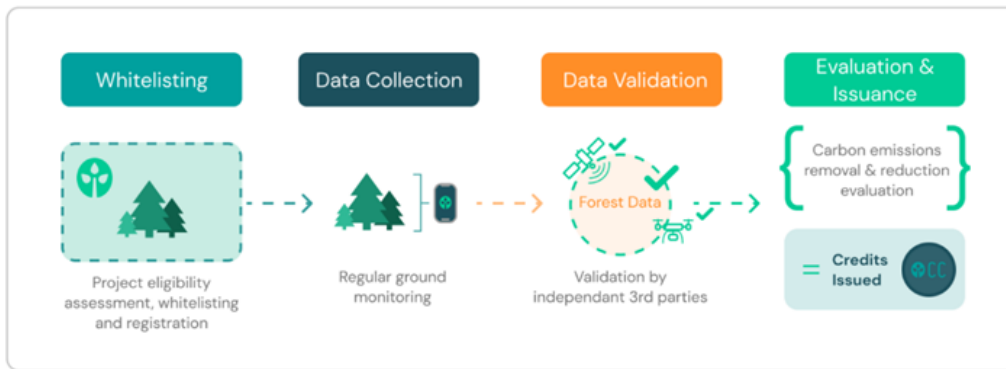 Whitelisting
Data Collection
Data Validation
Evaluation &
Issuance
Project eligibility
assessment, whitelisting
and registration
Regular ground
monitoring
Forest Data
Validation by
independant 3rd parties
Carbon emissions
removal & reduction
evaluation
= Credits
Issued
CC